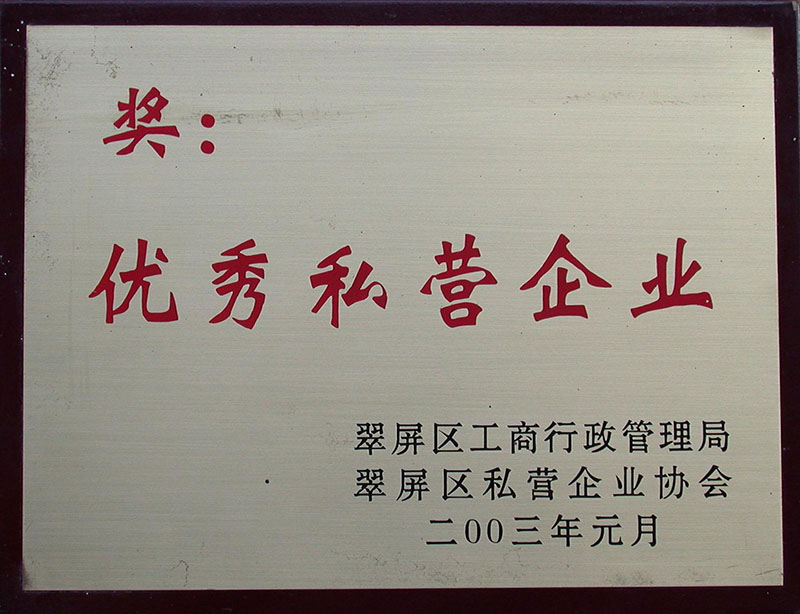 奖：
优秀私营企业
翠屏区工商行政管理局
翠屏区私营企业协会
二00三年元月